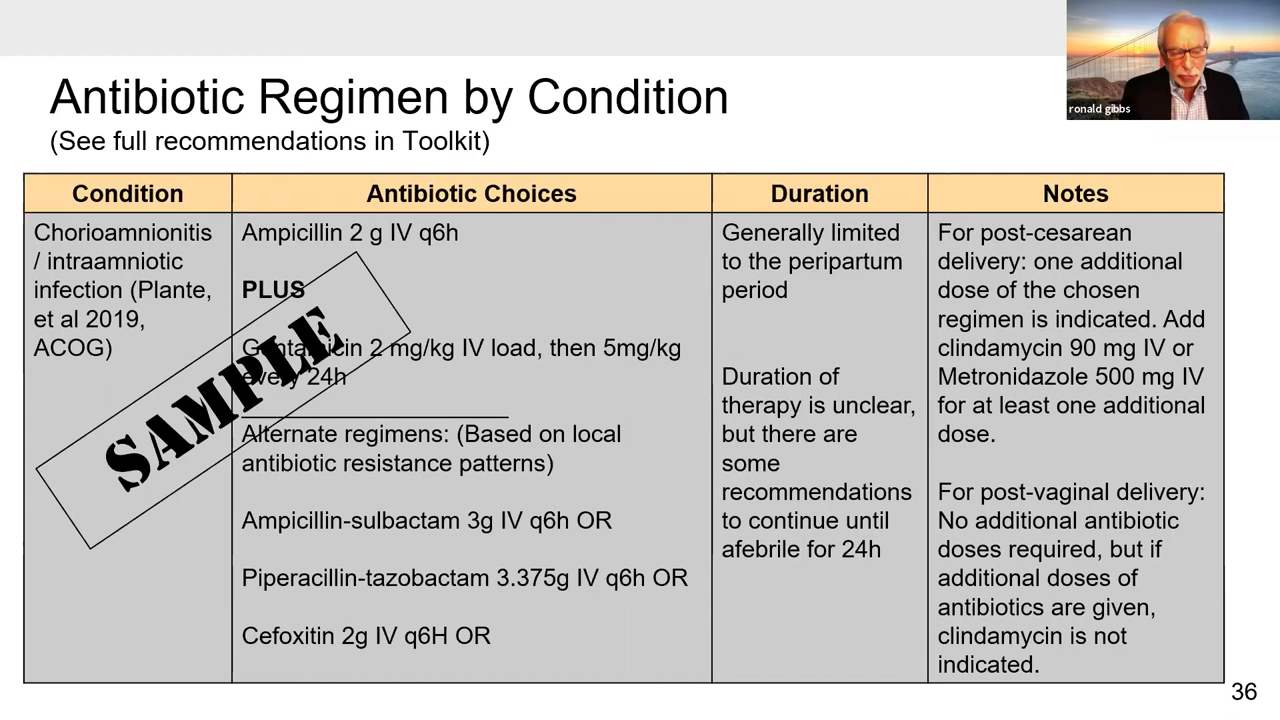 ronald gibbs
Antibiotic Regimen by Condition
(See full recommendations in Toolkit)
Condition
Antibiotic Choices
Duration
Notes
Chorioamnionitis
/ intraamniotic
infection (Plante,
et al 2019,
ACOG)
Ampicillin 2 g IV q6h
PLUS
Gentamicin 2 mg/kg IV load, then 5mg/kg
every 24h
Alternate regimens: (Based on local
antibiotic resistance patterns)
Ampicillin-sulbactam 3g IV q6h OR
Piperacillin-tazobactam 3.375g IV q6h OR
Cefoxitin 2g IV q6H OR
Generally limited
to the peripartum
period
Duration of
therapy is unclear,
but there are
some
recommendations
to continue until
afebrile for 24h
For post-cesarean
delivery: one additional
dose of the chosen
regimen is indicated. Add
clindamycin 90 mg IV or
Metronidazole 500 mg IV
for at least one additional
dose.
For post-vaginal delivery:
No additional antibiotic
doses required, but if
additional doses of
antibiotics are given,
clindamycin is not
indicated.
SAMPLE
36